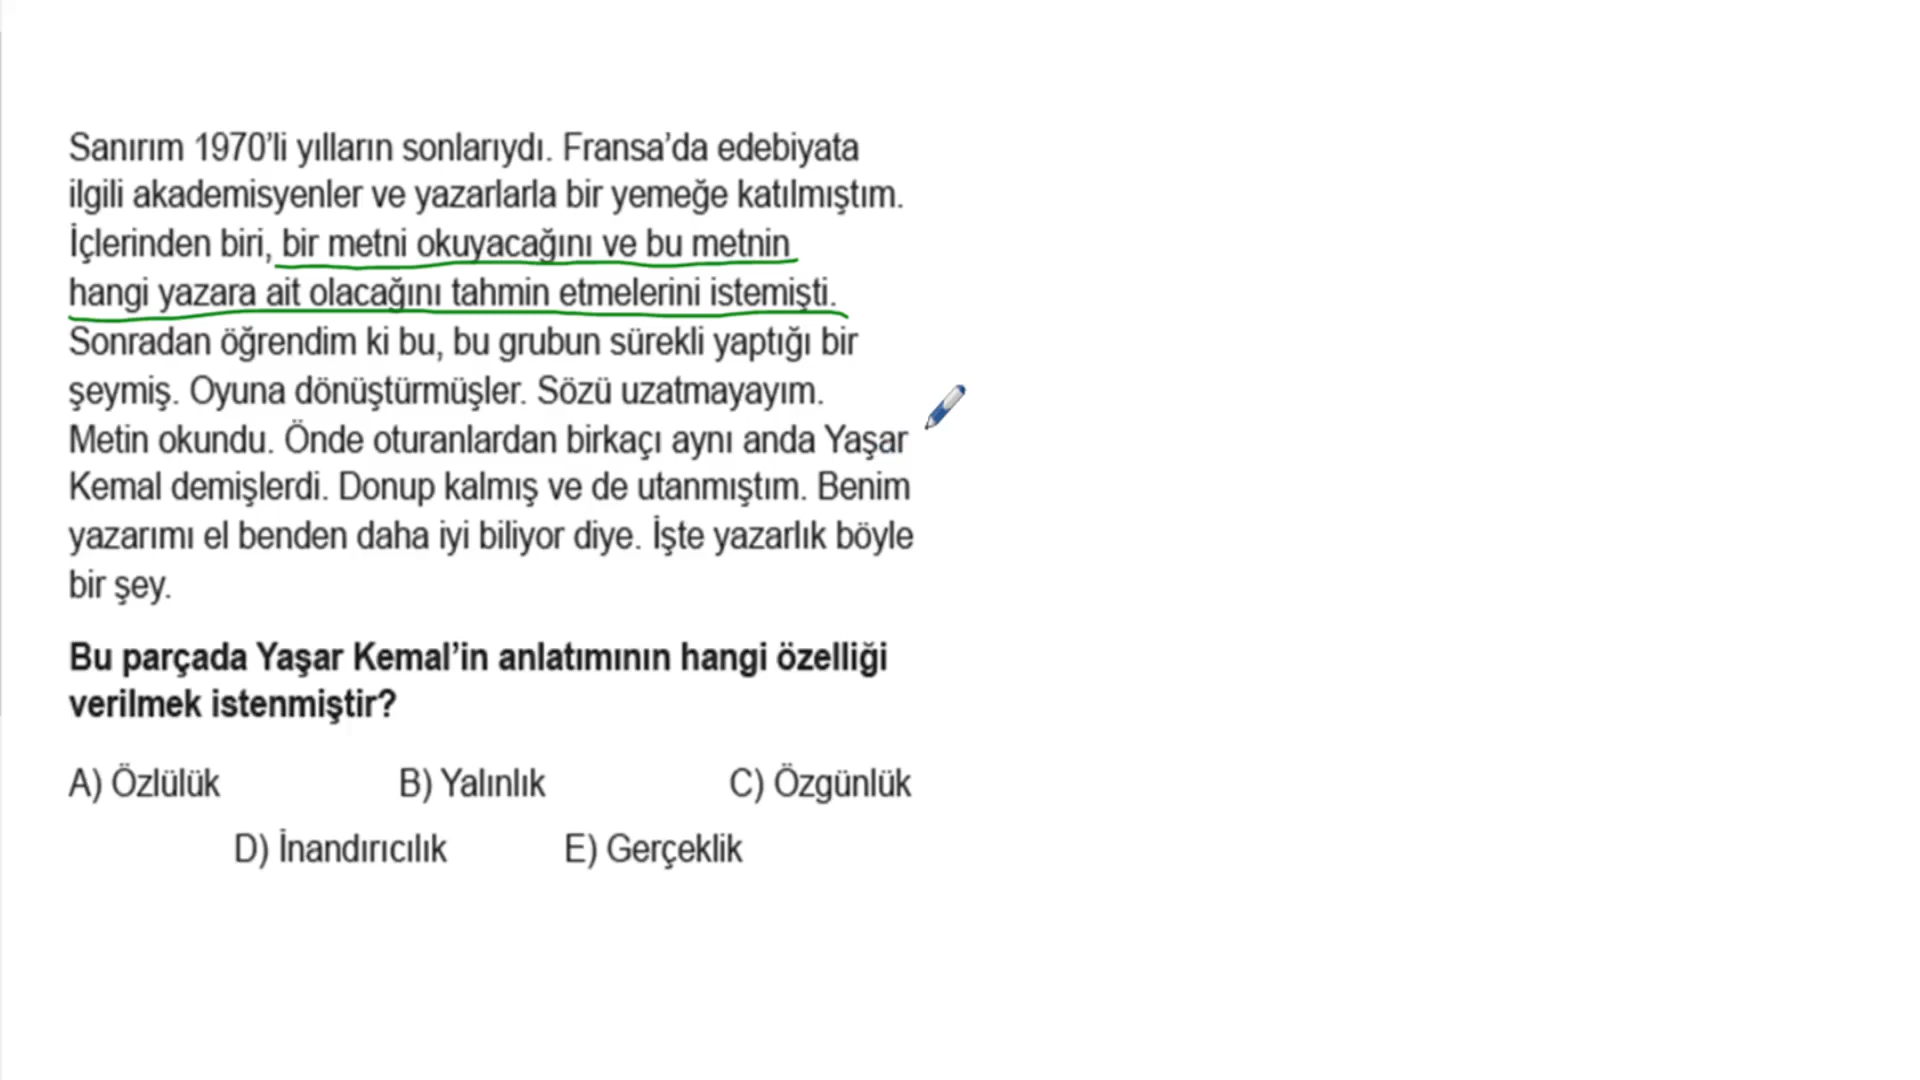 Sanırım 1970’li yılların sonlarıydı. Fransa’da edebiyata
ilgili akademisyenler ve yazarlarla bir yemeğe katılmıştım.
İçlerinden biri, bir metni okuyacağını ve bu metnin
hangi yazara ait olacağını tahmin etmelerini istemişti.
Sonradan öğrendim ki bu, bu grubun sürekli yaptığı bir
şeymiş. Oyuna dönüştürmüşler. Sözü uzatmayayım.
Metin okundu. Önde oturanlardan birkaçı aynı anda Yaşar
Kemal demişlerdi. Donup kalmış ve de utanmıştım. Benim
yazarımı el benden daha iyi biliyor diye. İşte yazarlık böyle
bir şey.
Bu parçada Yaşar Kemal’in anlatımının hangi özelliği
verilmek istenmiştir?
A) Özlülük B) Yalınlık C) Özgünlük
D) İnandırıcılık E) Gerçeklik